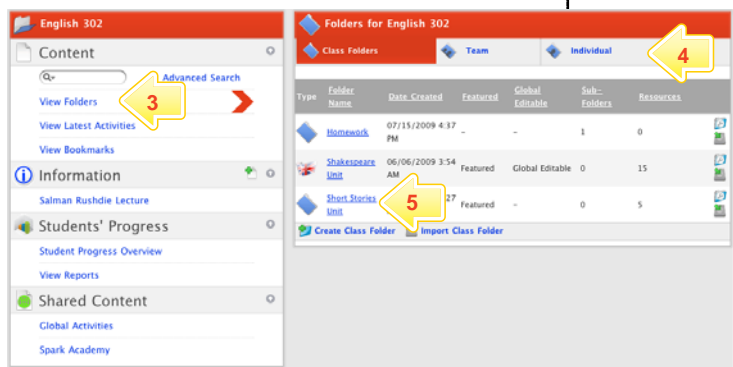 English 302
Content
Advanced Search
View Folders
3
View Latest Activities
View Bookmarks
Information
Salman Rushdie Lecture
Students' Progress
Student Progress Overview
View Reports
Shared Content
Global Activities
Spark Academy
Folders for English 302
Class Folders Team Individual
4
Type Folder Name Date Created Featured Global Editable Sub-Folders Resources
Homework 07/15/2009 4:37 PM – – 1 0
Shakespeare Unit 06/06/2009 3:54 AM Featured Global Editable 0 15
Short Stories Unit 27 Featured – 0 5
5
Create Class Folder Import Class Folder